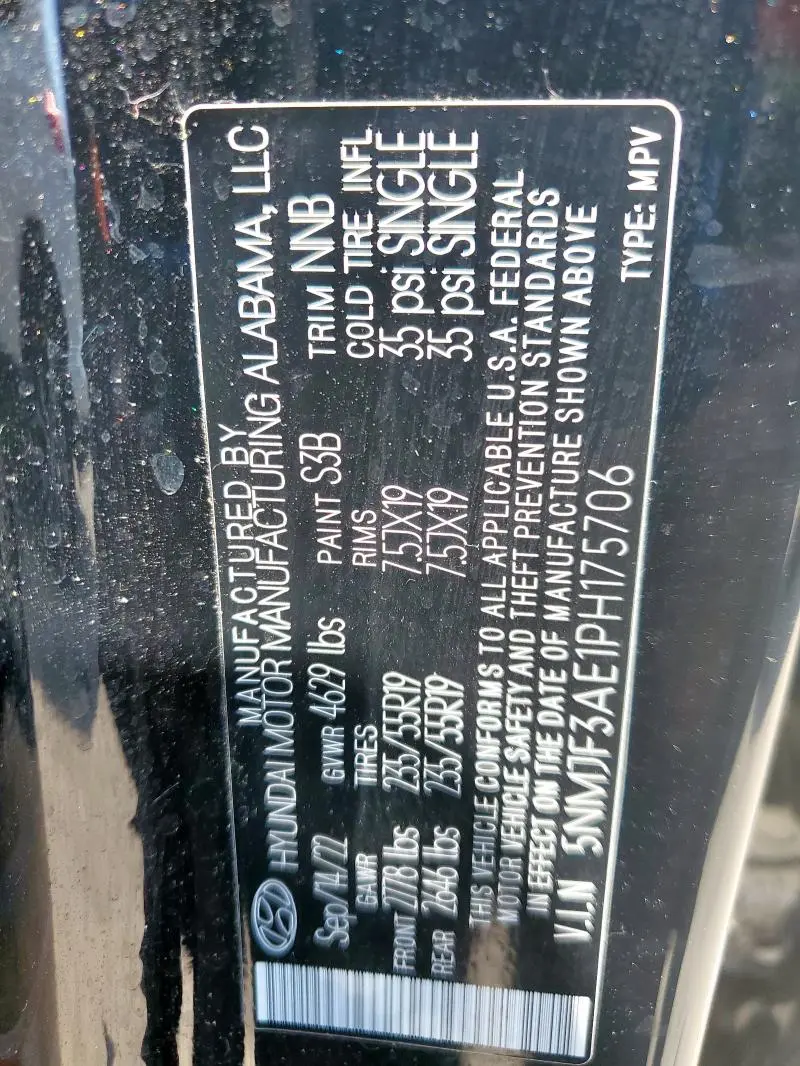 MANUFACTURED BY
HYUNDAI MOTOR MANUFACTURING ALABAMA, LLC
Sep/14/22 GVWR 4629 lbs PAINT S3B TRIM NNB
GAWR TIRES RIMS COLD TIRE INFL
FRONT 2778 lbs 235/55R19 7.5JX19 35 psi SINGLE
REAR 2646 lbs 235/55R19 7.5JX19 35 psi SINGLE
THIS VEHICLE CONFORMS TO ALL APPLICABLE U.S.A. FEDERAL
MOTOR VEHICLE SAFETY AND THEFT PREVENTION STANDARDS
IN EFFECT ON THE DATE OF MANUFACTURE SHOWN ABOVE
V.I.N 5NMJF3AE1PH175706
TYPE: MPV